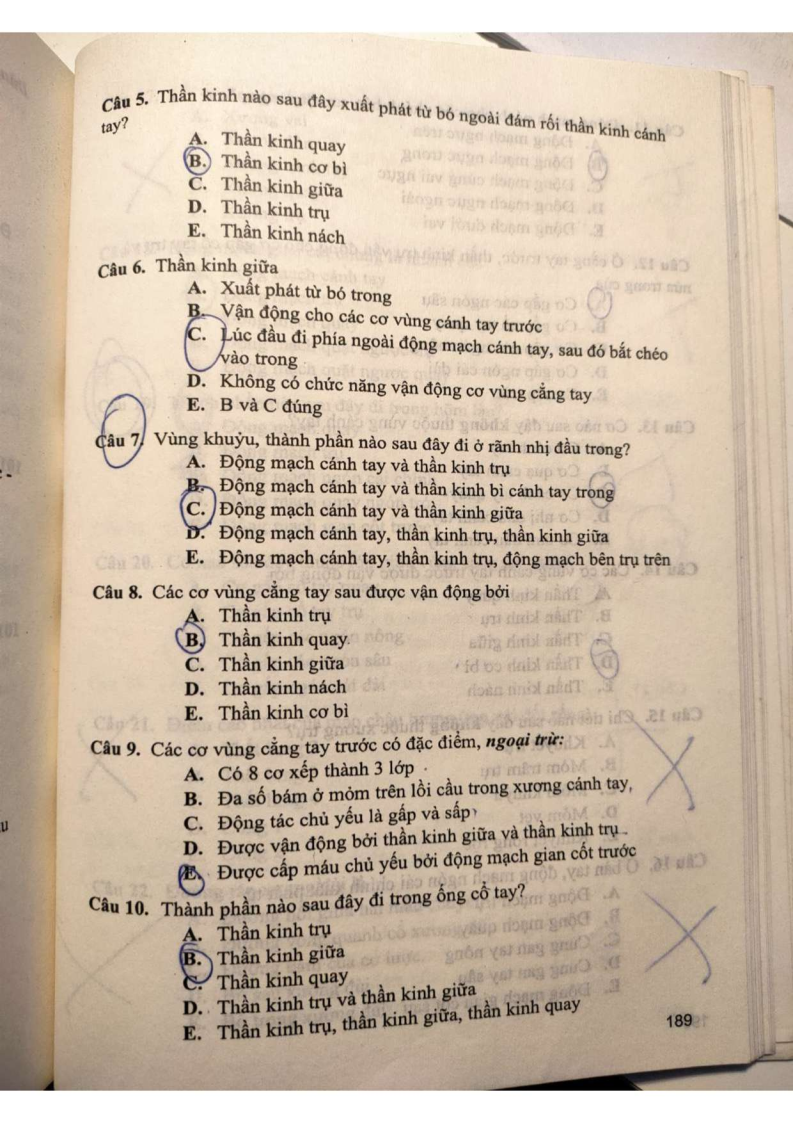 Câu 5. Thần kinh nào sau đây xuất phát từ bó ngoài đám rối thần kinh cánh
tay?
A. Thần kinh quay
B. Thần kinh cơ bì
C. Thần kinh giữa
D. Thần kinh trụ
E. Thần kinh nách
Câu 6. Thần kinh giữa
A. Xuất phát từ bó trong
B. Vận động cho các cơ vùng cánh tay trước
C. Lúc đầu đi phía ngoài động mạch cánh tay, sau đó bắt chéo
vào trong
D. Không có chức năng vận động cơ vùng cẳng tay
E. B và C đúng
Câu 7. Vùng khuỷu, thành phần nào sau đây đi ở rãnh nhị đầu trong?
A. Động mạch cánh tay và thần kinh trụ
B. Động mạch cánh tay và thần kinh bì cánh tay trong
C. Động mạch cánh tay và thần kinh giữa
D. Động mạch cánh tay, thần kinh trụ, thần kinh giữa
E. Động mạch cánh tay, thần kinh trụ, động mạch bên trụ trên
Câu 8. Các cơ vùng cẳng tay sau được vận động bởi
A. Thần kinh trụ
B. Thần kinh quay
C. Thần kinh giữa
D. Thần kinh nách
E. Thần kinh cơ bì
Câu 9. Các cơ vùng cẳng tay trước có đặc điểm, ngoại trừ:
A. Có 8 cơ xếp thành 3 lớp
B. Đa số bám ở mỏm trên lồi cầu trong xương cánh tay,
C. Động tác chủ yếu là gấp và sấp
D. Được vận động bởi thần kinh giữa và thần kinh trụ
E. Được cấp máu chủ yếu bởi động mạch gian cốt trước
Câu 10. Thành phần nào sau đây đi trong ống cổ tay?
A. Thần kinh trụ
B. Thần kinh giữa
C. Thần kinh quay
D. Thần kinh trụ và thần kinh giữa
E. Thần kinh trụ, thần kinh giữa, thần kinh quay
189